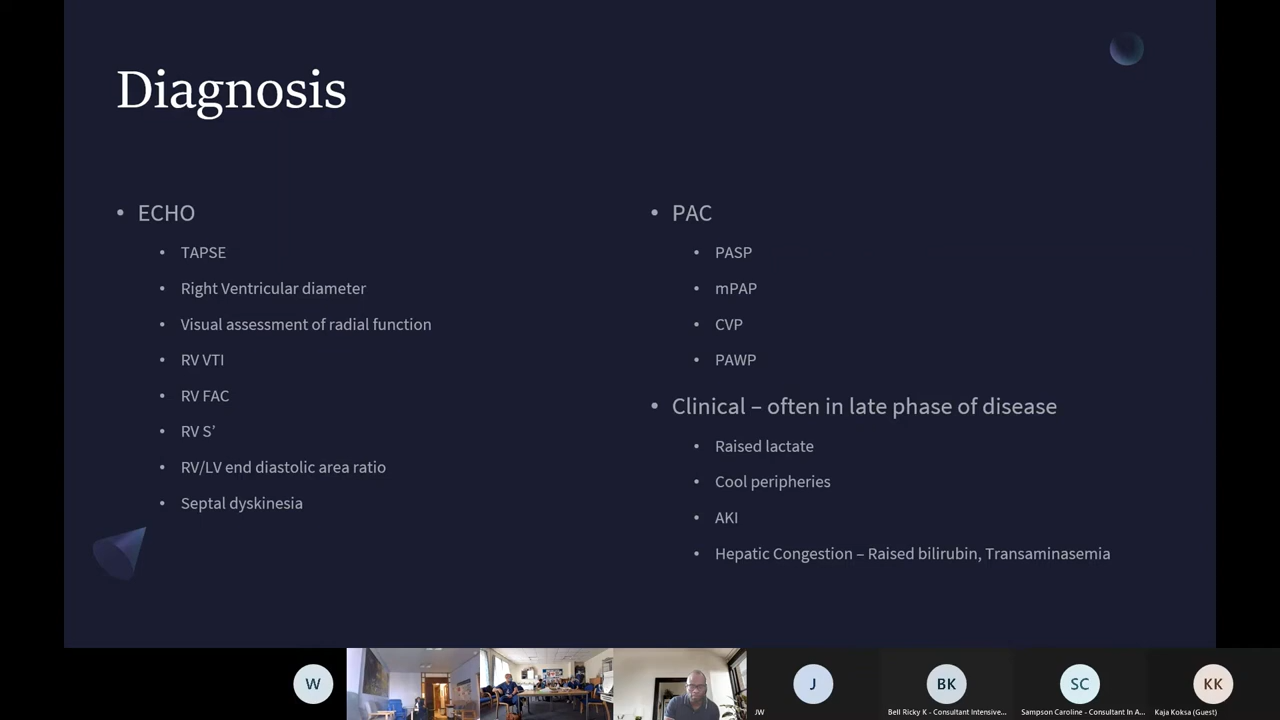 Diagnosis
• ECHO
• TAPSE
• Right Ventricular diameter
• Visual assessment of radial function
• RV VTI
• RV FAC
• RV S’
• RV/LV end diastolic area ratio
• Septal dyskinesia
• PAC
• PASP
• mPAP
• CVP
• PAWP
• Clinical – often in late phase of disease
• Raised lactate
• Cool peripheries
• AKI
• Hepatic Congestion – Raised bilirubin, Transaminasemia
W
J
JW
BK
Bell Ricky K - Consultant Intensive...
SC
Sampson Caroline - Consultant In A...
KK
Kaja Koksa (Guest)